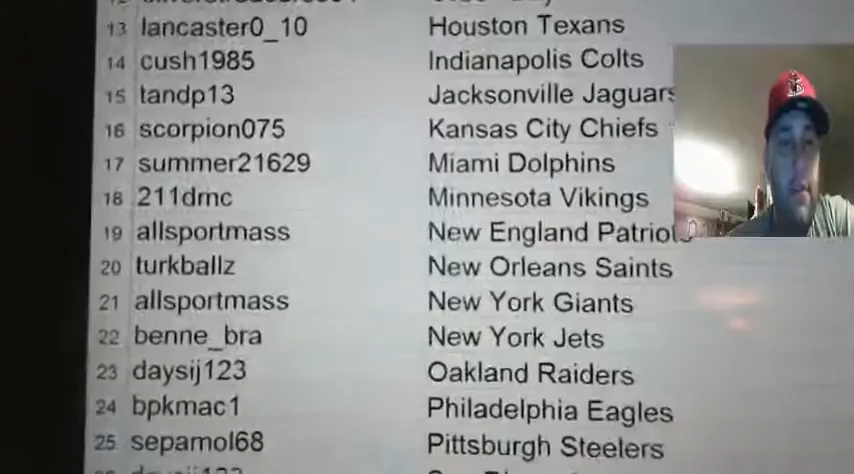 13 lancaster0_10 Houston Texans
14 cush1985 Indianapolis Colts
15 tandp13 Jacksonville Jaguars
16 scorpion075 Kansas City Chiefs
17 summer21629 Miami Dolphins
18 211dmc Minnesota Vikings
19 allsportmass New England Patriots
20 turkballz New Orleans Saints
21 allsportmass New York Giants
22 benne_bra New York Jets
23 daysij123 Oakland Raiders
24 bpkmac1 Philadelphia Eagles
25 sepamol68 Pittsburgh Steelers